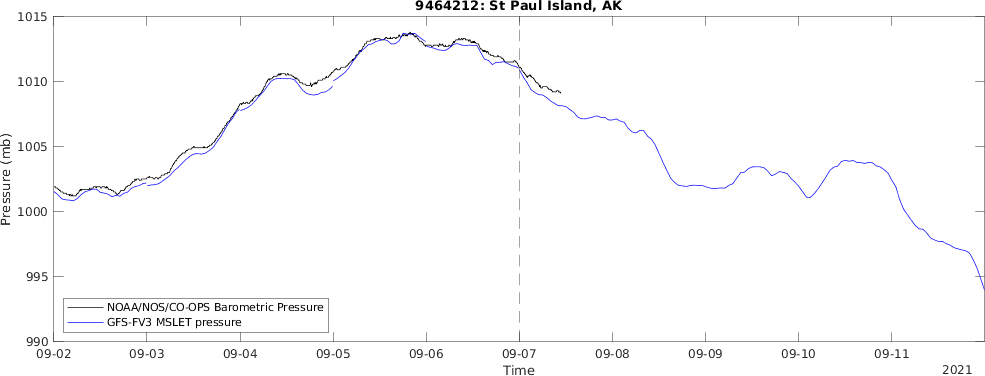 9464212: St Paul Island, AK
1015
1010
1005
1000
995
990
Pressure (mb)
NOAA/NOS/CO-OPS Barometric Pressure
GFS-FV3 MSLET pressure
09-02 09-03 09-04 09-05 09-06 09-07 09-08 09-09 09-10 09-11
Time
2021